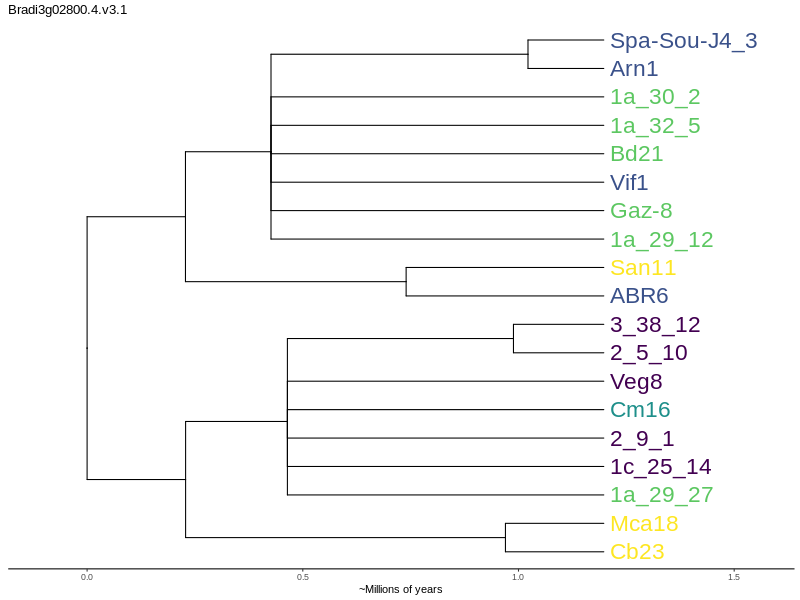 Bradi3g02800.4.v3.1
Spa-Sou-J4_3
Arn1
1a_30_2
1a_32_5
Bd21
Vif1
Gaz-8
1a_29_12
San11
ABR6
3_38_12
2_5_10
Veg8
Cm16
2_9_1
1c_25_14
1a_29_27
Mca18
Cb23
0.0 0.5 1.0 1.5
~Millions of years